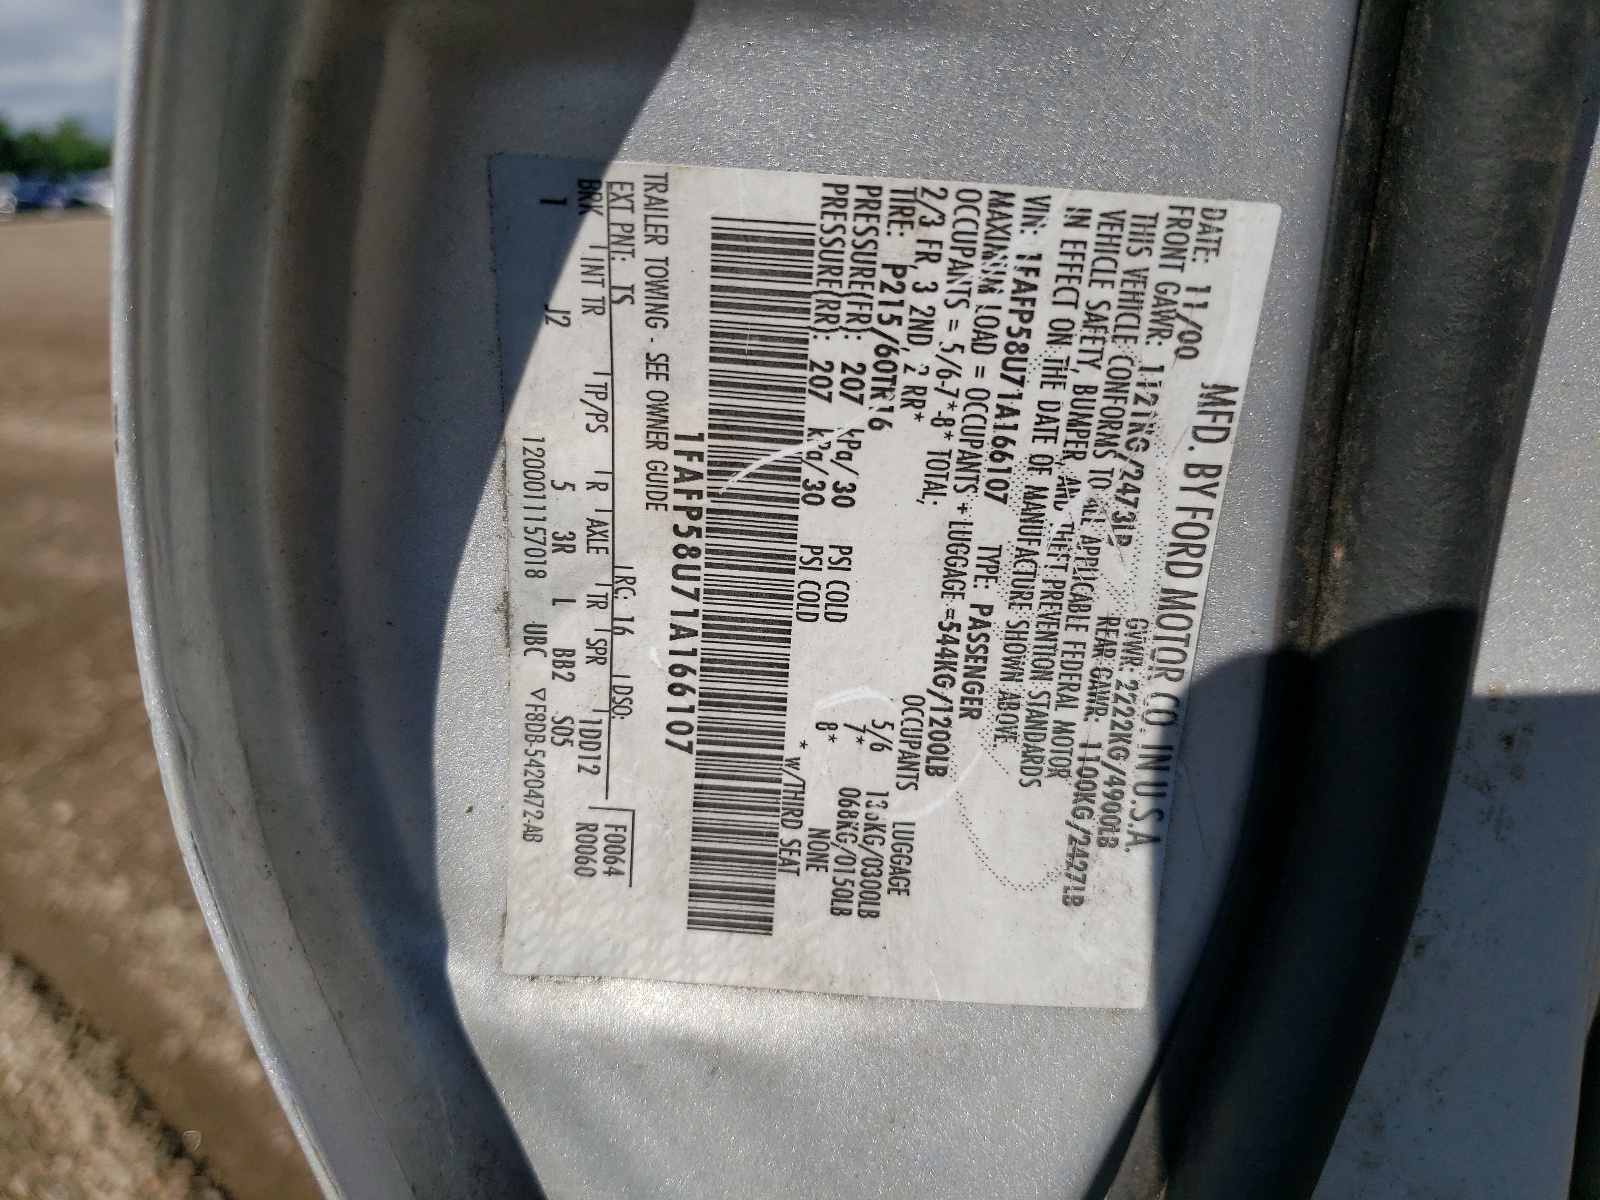 MFD. BY FORD MOTOR CO. IN U.S.A.
DATE: 11/00 GVWR: 2222KG/4900LB
FRONT GAWR: 1121KG/2473LB REAR GAWR: 1100KG/2427LB
THIS VEHICLE CONFORMS TO ALL APPLICABLE FEDERAL MOTOR
VEHICLE SAFETY, BUMPER, AND THEFT PREVENTION STANDARDS
IN EFFECT ON THE DATE OF MANUFACTURE SHOWN ABOVE
VIN: 1FAFP58U71A166107 TYPE: PASSENGER
MAXIMUM LOAD = OCCUPANTS + LUGGAGE = 544KG/1200LB
OCCUPANTS = 5/6-7*-8* TOTAL; OCCUPANTS LUGGAGE
2/3 FR, 3 2ND, 2 RR* 5/6 136KG/0300LB
TIRE: P215/60TR16 7* 068KG/0150LB
PRESSURE(FR): 207 kPa/30 PSI COLD 8* NONE
PRESSURE(RR): 207 kPa/30 PSI COLD * W/THIRD SEAT
1FAFP58U71A166107
TRAILER TOWING - SEE OWNER GUIDE
F0064
EXT PNT: TS RC: 16 DSO: R0060
BRK INT TR TP/PS R AXLE TR SPR 1DD12
1 J2 5 3R L BB2 S05
12000111157018 UBC ▽F8DB-5420472-AB